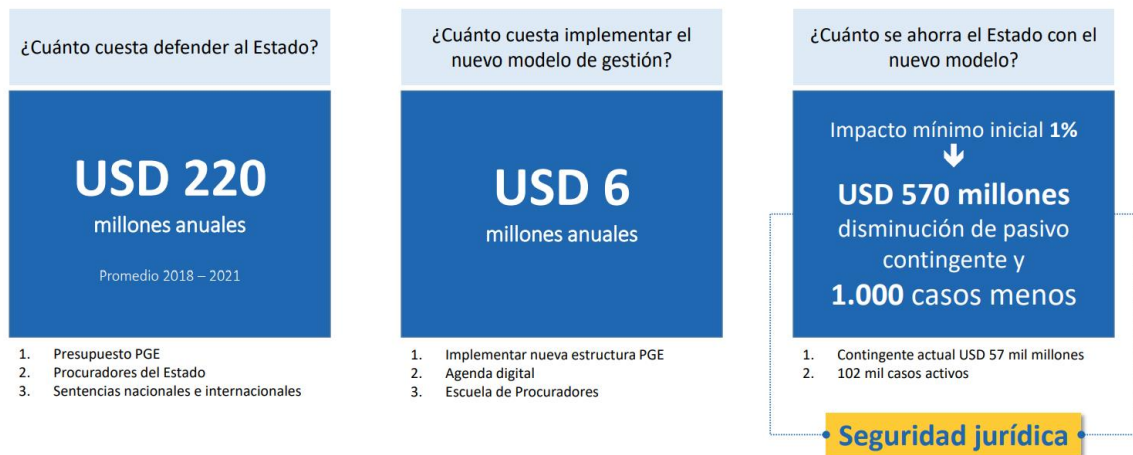 ¿Cuánto cuesta defender al Estado?
USD 220
millones anuales
Promedio 2018 – 2021
1. Presupuesto PGE
2. Procuradores del Estado
3. Sentencias nacionales e internacionales
¿Cuánto cuesta implementar el
nuevo modelo de gestión?
USD 6
millones anuales
1. Implementar nueva estructura PGE
2. Agenda digital
3. Escuela de Procuradores
¿Cuánto se ahorra el Estado con el
nuevo modelo?
Impacto mínimo inicial 1%
USD 570 millones
disminución de pasivo
contingente y
1.000 casos menos
1. Contingente actual USD 57 mil millones
2. 102 mil casos activos
Seguridad jurídica